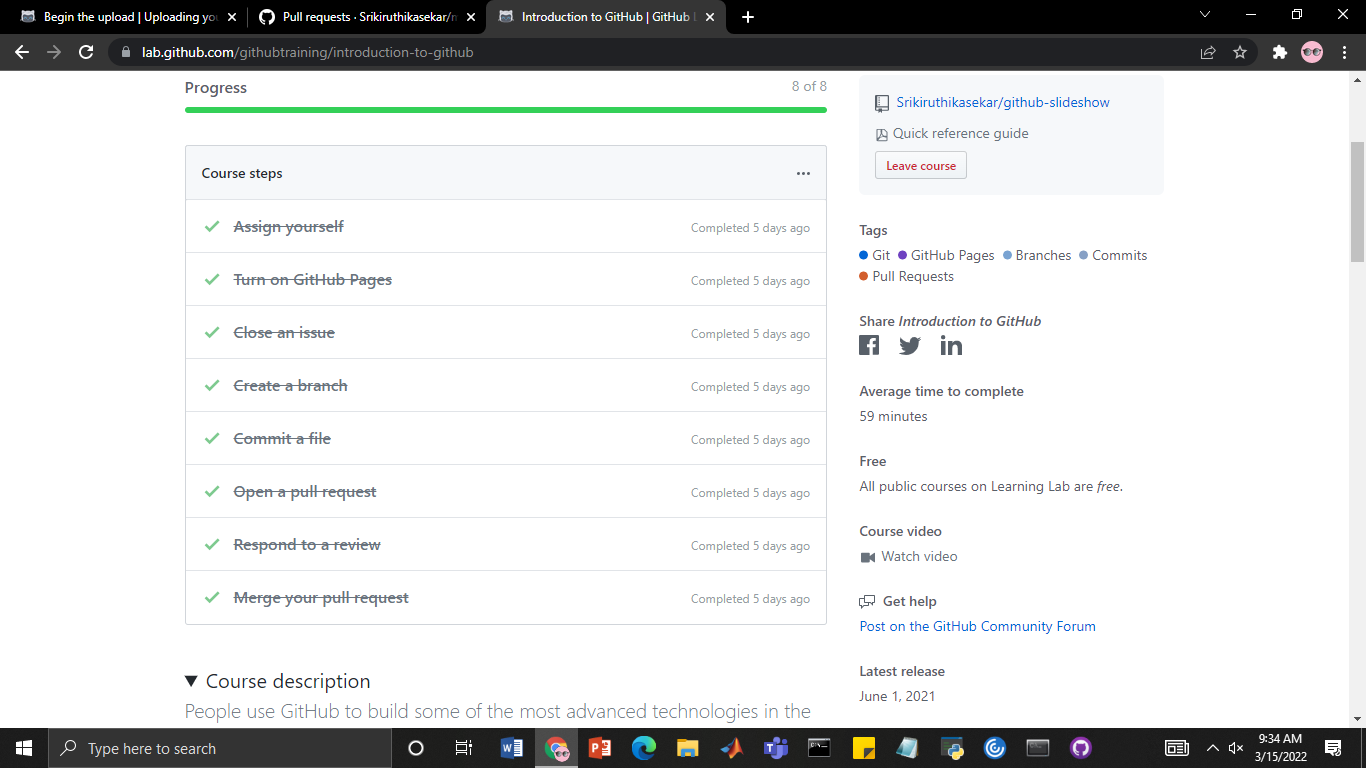 Begin the upload | Uploading you
Pull requests · Srikiruthikasekar/m
Introduction to GitHub | GitHub L
lab.github.com/githubtraining/introduction-to-github
Progress
8 of 8
Course steps
Assign yourself
Completed 5 days ago
Turn on GitHub Pages
Completed 5 days ago
Close an issue
Completed 5 days ago
Create a branch
Completed 5 days ago
Commit a file
Completed 5 days ago
Open a pull request
Completed 5 days ago
Respond to a review
Completed 5 days ago
Merge your pull request
Completed 5 days ago
Course description
People use GitHub to build some of the most advanced technologies in the
Srikiruthikasekar/github-slideshow
Quick reference guide
Leave course
Tags
Git GitHub Pages Branches Commits
Pull Requests
Share Introduction to GitHub
Average time to complete
59 minutes
Free
All public courses on Learning Lab are free.
Course video
Watch video
Get help
Post on the GitHub Community Forum
Latest release
June 1, 2021
Type here to search
9:34 AM
3/15/2022